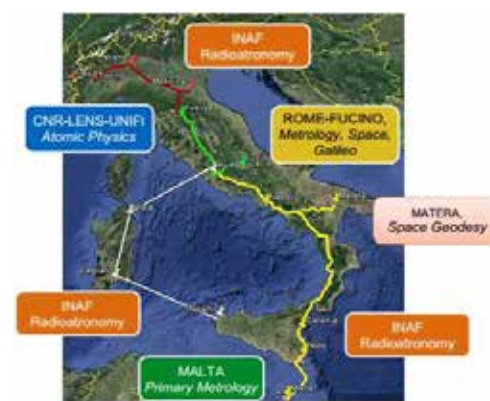 INAF
Radioatronomy
CNR-LENS-UNIFI
Atomic Physics
ROME-FUCINO,
Metrology, Space,
Galileo
MATERA,
Space Geodesy
INAF
Radioatronomy
INAF
Radioatronomy
MALTA
Primary Metrology